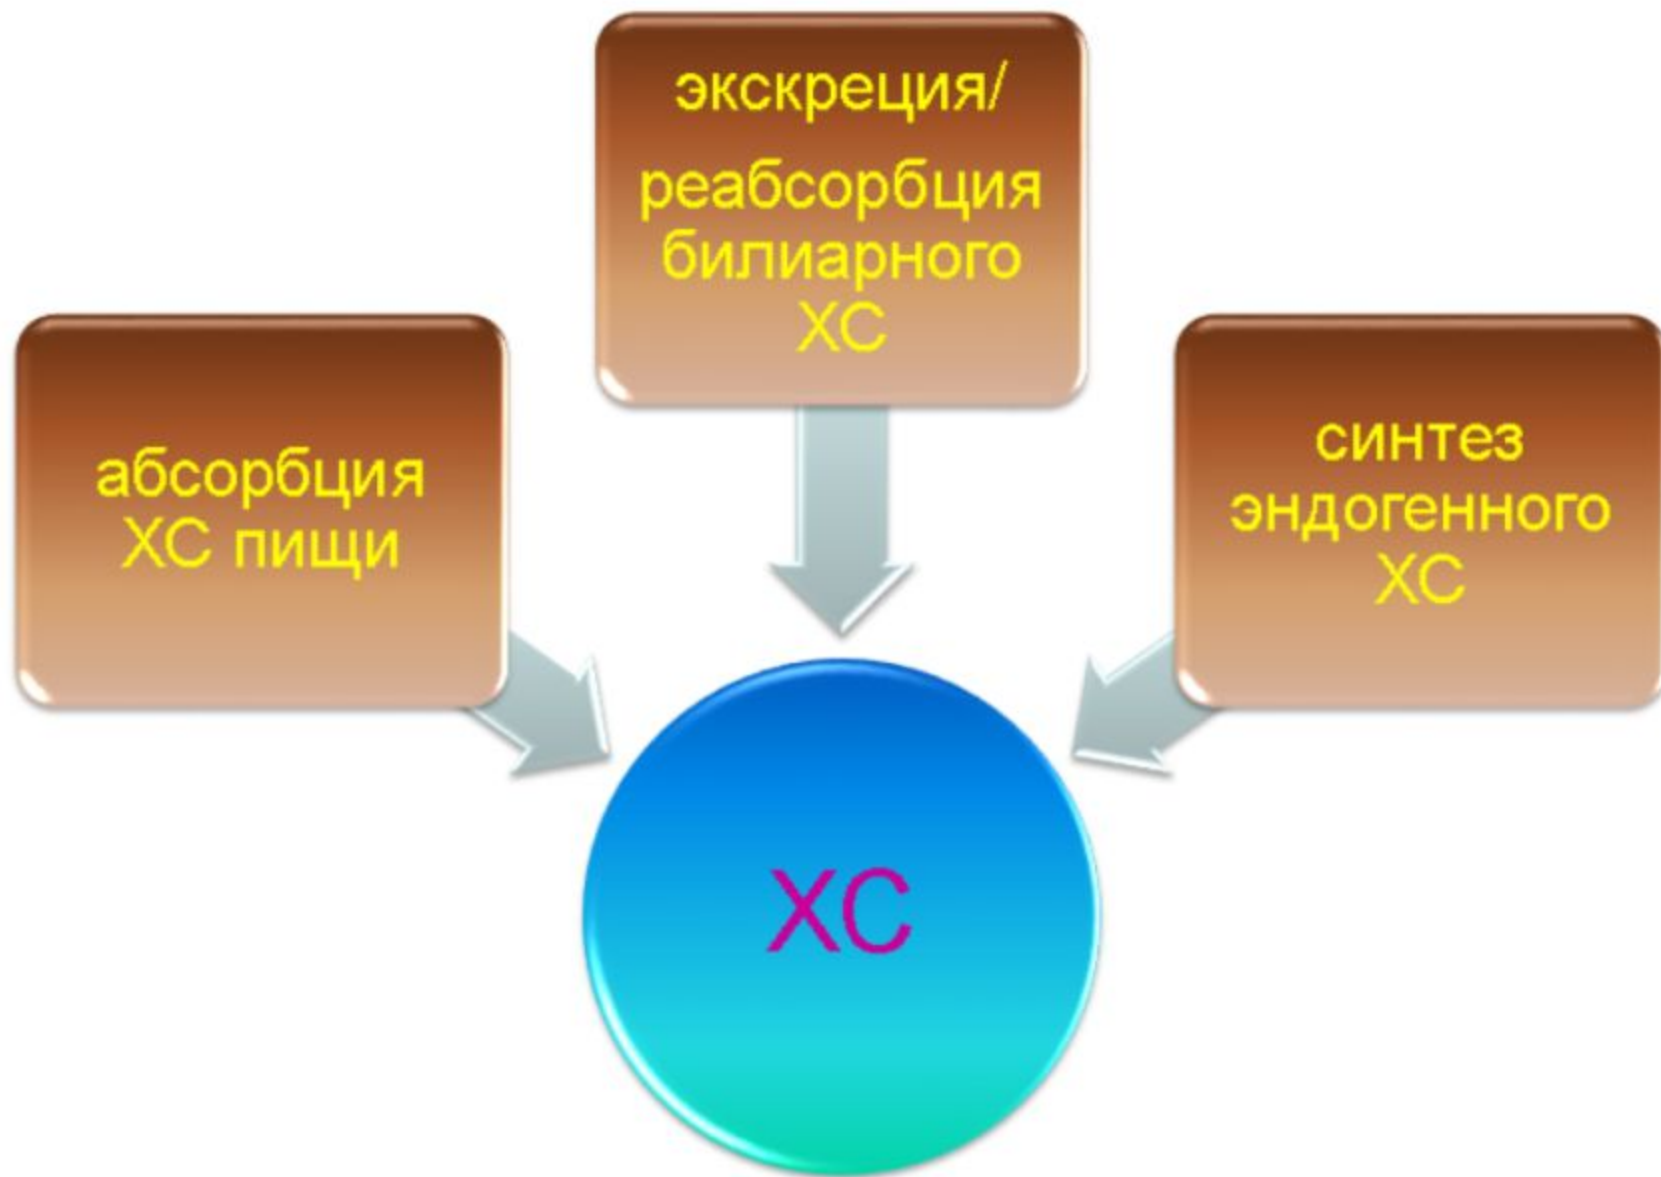 экскреция/
реабсорбция
билиарного
ХС
абсорбция
ХС пищи
синтез
эндогенного
ХС
ХС